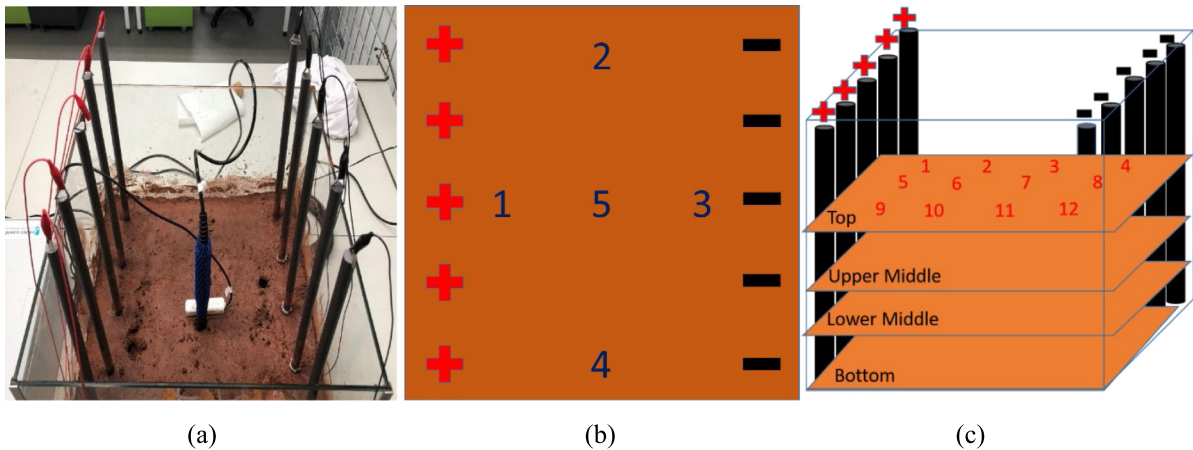 2
1 5 3
4
1 2 3 4
5 6 7 8
9 10 11 12
Top
Upper Middle
Lower Middle
Bottom
(a) (b) (c)